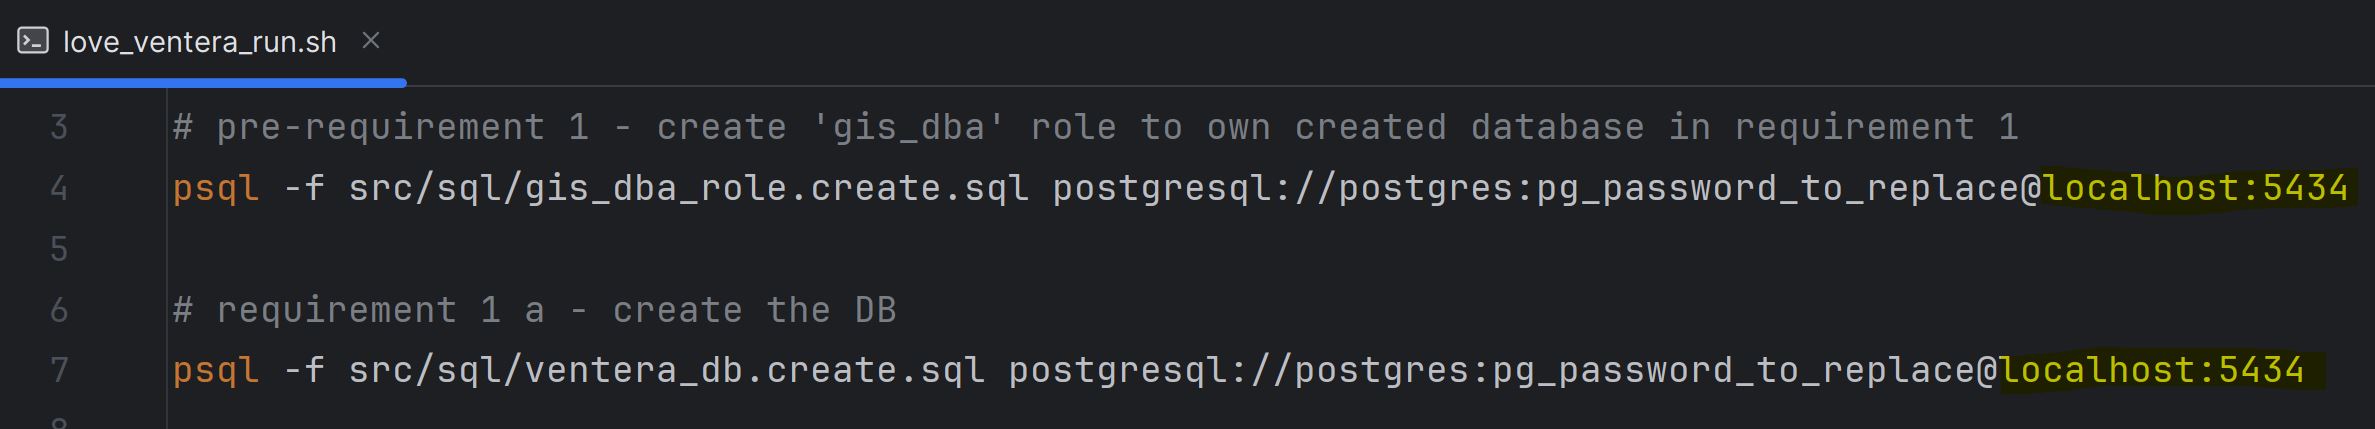 love_ventera_run.sh
3 # pre-requirement 1 - create 'gis_dba' role to own created database in requirement 1
4 psql -f src/sql/gis_dba_role.create.sql postgresql://postgres:pg_password_to_replace@localhost:5434
5
6 # requirement 1 a - create the DB
7 psql -f src/sql/ventera_db.create.sql postgresql://postgres:pg_password_to_replace@localhost:5434
8